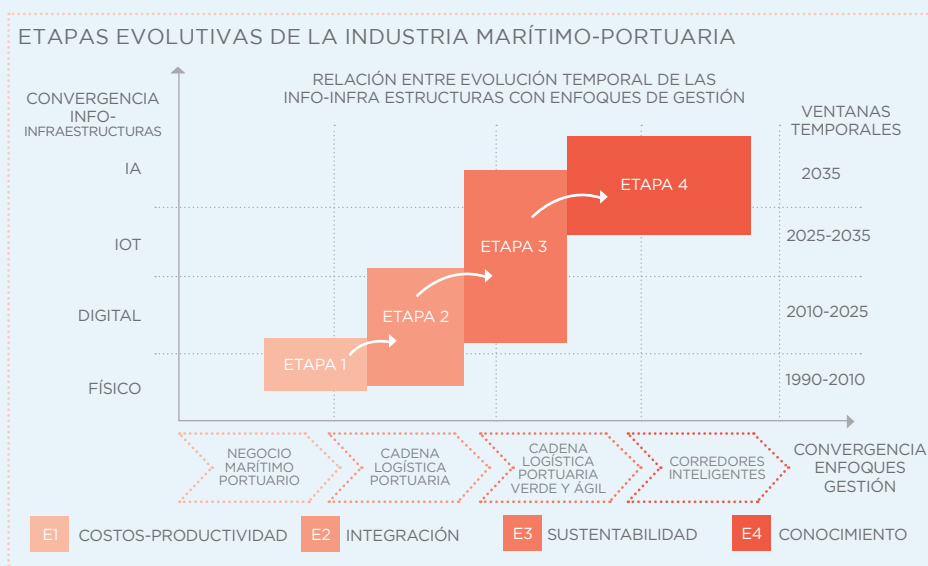 ETAPAS EVOLUTIVAS DE LA INDUSTRIA MARÍTIMO-PORTUARIA
RELACIÓN ENTRE EVOLUCIÓN TEMPORAL DE LAS
INFO-INFRA ESTRUCTURAS CON ENFOQUES DE GESTIÓN
CONVERGENCIA
INFO-
INFRAESTRUCTURAS
VENTANAS
TEMPORALES
IA
ETAPA 4
2035
IOT
ETAPA 3
2025-2035
DIGITAL
ETAPA 2
2010-2025
FÍSICO
ETAPA 1
1990-2010
NEGOCIO
MARÍTIMO
PORTUARIO
CADENA
LOGÍSTICA
PORTUARIA
CADENA
LOGÍSTICA
PORTUARIA
VERDE Y ÁGIL
CORREDORES
INTELIGENTES
CONVERGENCIA
ENFOQUES
GESTIÓN
E1 COSTOS-PRODUCTIVIDAD
E2 INTEGRACIÓN
E3 SUSTENTABILIDAD
E4 CONOCIMIENTO